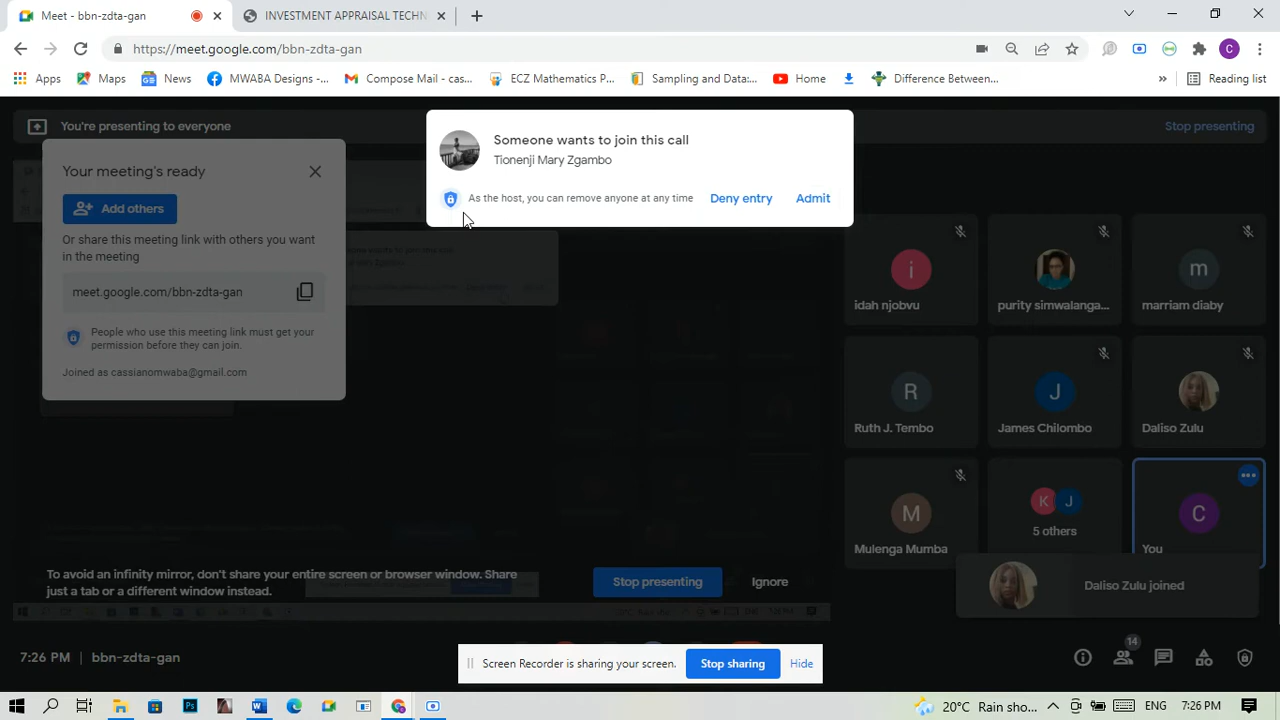 Meet - bbn-zdta-gan
INVESTMENT APPRAISAL TECHN
https://meet.google.com/bbn-zdta-gan
C
Apps
Maps
News
MWABA Designs - ...
Compose Mail - cas...
ECZ Mathematics P...
Sampling and Data:...
Home
Difference Between...
»
Reading list
You're presenting to everyone
Stop presenting
Someone wants to join this call
Tionenji Mary Zgambo
As the host, you can remove anyone at any time
Deny entry
Admit
Your meeting's ready
Add others
Or share this meeting link with others you want
in the meeting
meet.google.com/bbn-zdta-gan
People who use this meeting link must get your
permission before they can join.
Joined as cassianomwaba@gmail.com
i
idah njobvu
purity simwalanga...
m
marriam diaby
R
Ruth J. Tembo
J
James Chilombo
Daliso Zulu
M
Mulenga Mumba
K J
5 others
C
You
Daliso Zulu joined
To avoid an infinity mirror, don't share your entire screen or browser window. Share
just a tab or a different window instead.
Stop presenting
Ignore
Screen Recorder is sharing your screen.
Stop sharing
Hide
7:26 PM
bbn-zdta-gan
14
20°C Rain sho...
ENG
7:26 PM